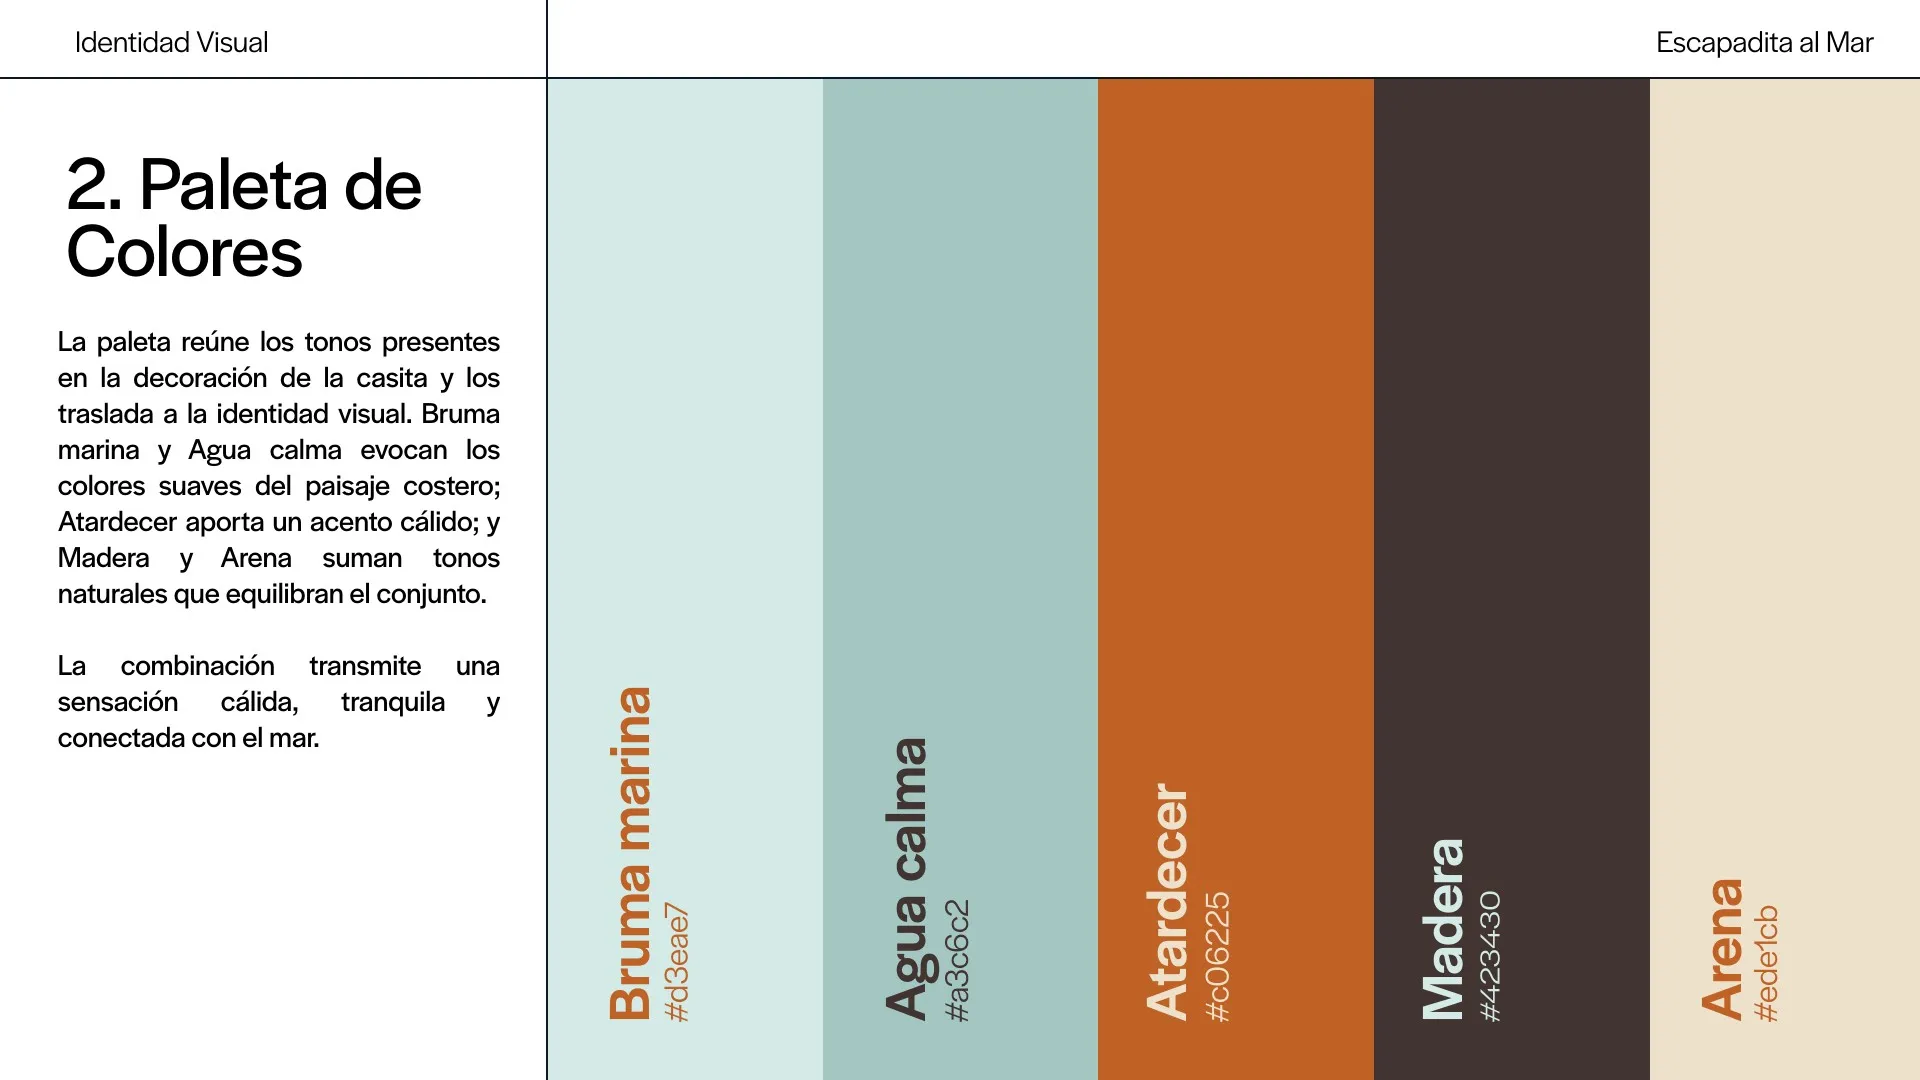 Identidad Visual
Escapadita al Mar
2. Paleta de
Colores
La paleta reúne los tonos presentes
en la decoración de la casita y los
traslada a la identidad visual. Bruma
marina y Agua calma evocan los
colores suaves del paisaje costero;
Atardecer aporta un acento cálido; y
Madera y Arena suman tonos
naturales que equilibran el conjunto.
La combinación transmite una
sensación cálida, tranquila y
conectada con el mar.
Bruma marina
#d3eae7
Agua calma
#a3c6c2
Atardecer
#c06225
Madera
#423430
Arena
#ede1cb